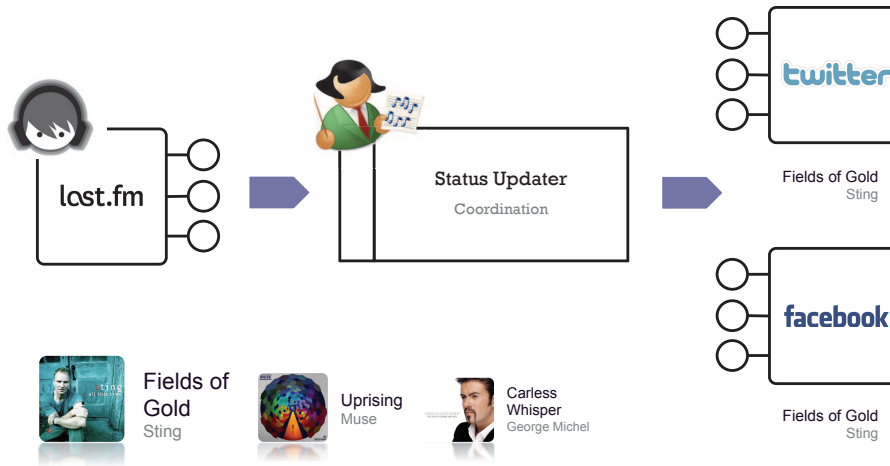 last.fm
Status Updater
Coordination
twitter
Fields of Gold
Sting
facebook
Fields of Gold
Sting
Fields of
Gold
Sting
Uprising
Muse
Carless
Whisper
George Michel